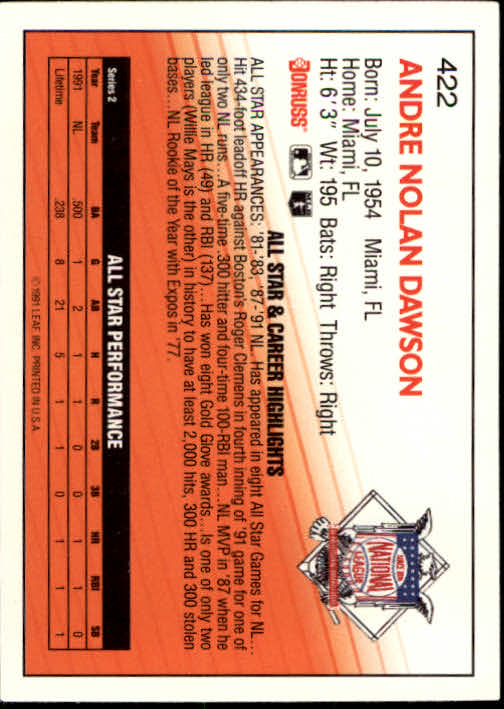 422
ANDRE NOLAN DAWSON
Born: July 10, 1954 Miami, FL
Home: Miami, FL
Ht: 6'3" Wt: 195 Bats: Right Throws: Right
DONRUSS
SINCE 1876
NATIONAL
LEAGUE
ALL STAR & CAREER HIGHLIGHTS
ALL STAR APPEARANCES: '81-'83, '87-'91 NL. Has appeared in eight All Star Games for NL...
Hit 434-foot leadoff HR against Boston's Roger Clemens in fourth inning of '91 game for one of
only two NL runs...A five-time .300 hitter and four-time 100-RBI man...NL MVP in '87 when he
led league in HR (49) and RBI (137)...Has won eight Gold Glove awards...Is one of only two
players (Willie Mays is the other) in history to have at least 2,000 hits, 300 HR and 300 stolen
bases...NL Rookie of the Year with Expos in '77.
Series 2 ALL STAR PERFORMANCE
Year Team BA G AB H R 2B 3B HR RBI SB
1991 NL 500 1 2 1 1 0 0 1 1 0
Lifetime 238 8 21 5 1 1 0 1 1 1
©1991 LEAF, INC. PRINTED IN U.S.A.